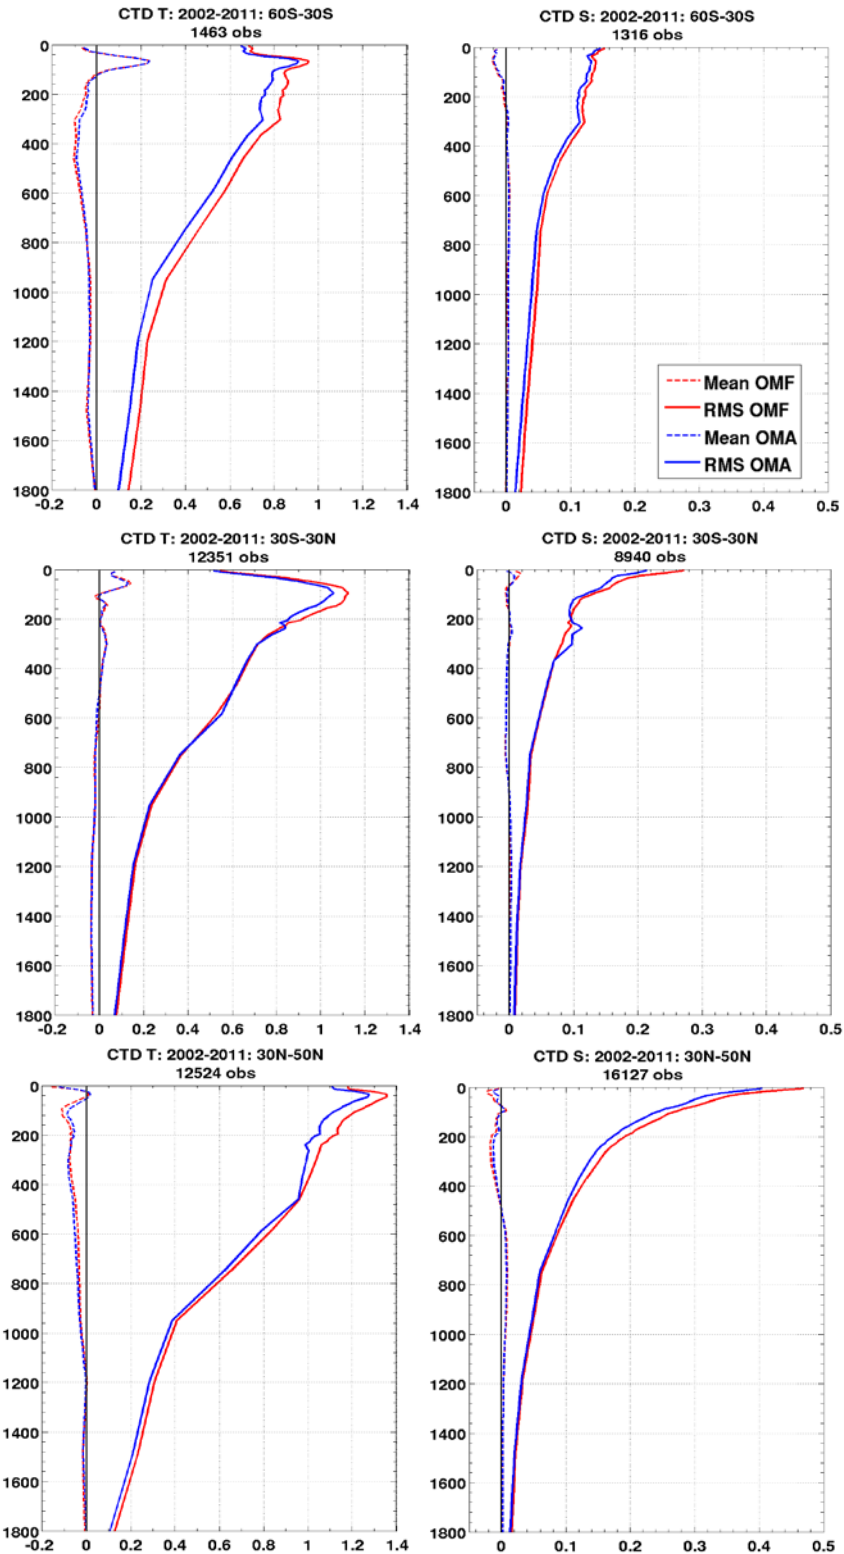 CTD T: 2002-2011: 60S-30S
1463 obs
0
200
400
600
800
1000
1200
1400
1600
1800
-0.2 0 0.2 0.4 0.6 0.8 1 1.2 1.4
CTD S: 2002-2011: 60S-30S
1316 obs
0
200
400
600
800
1000
1200
1400
1600
1800
0 0.1 0.2 0.3 0.4 0.5
Mean OMF
RMS OMF
Mean OMA
RMS OMA
CTD T: 2002-2011: 30S-30N
12351 obs
0
200
400
600
800
1000
1200
1400
1600
1800
-0.2 0 0.2 0.4 0.6 0.8 1 1.2 1.4
CTD S: 2002-2011: 30S-30N
8940 obs
0
200
400
600
800
1000
1200
1400
1600
1800
0 0.1 0.2 0.3 0.4 0.5
CTD T: 2002-2011: 30N-50N
12524 obs
0
200
400
600
800
1000
1200
1400
1600
1800
-0.2 0 0.2 0.4 0.6 0.8 1 1.2 1.4
CTD S: 2002-2011: 30N-50N
16127 obs
0
200
400
600
800
1000
1200
1400
1600
1800
0 0.1 0.2 0.3 0.4 0.5